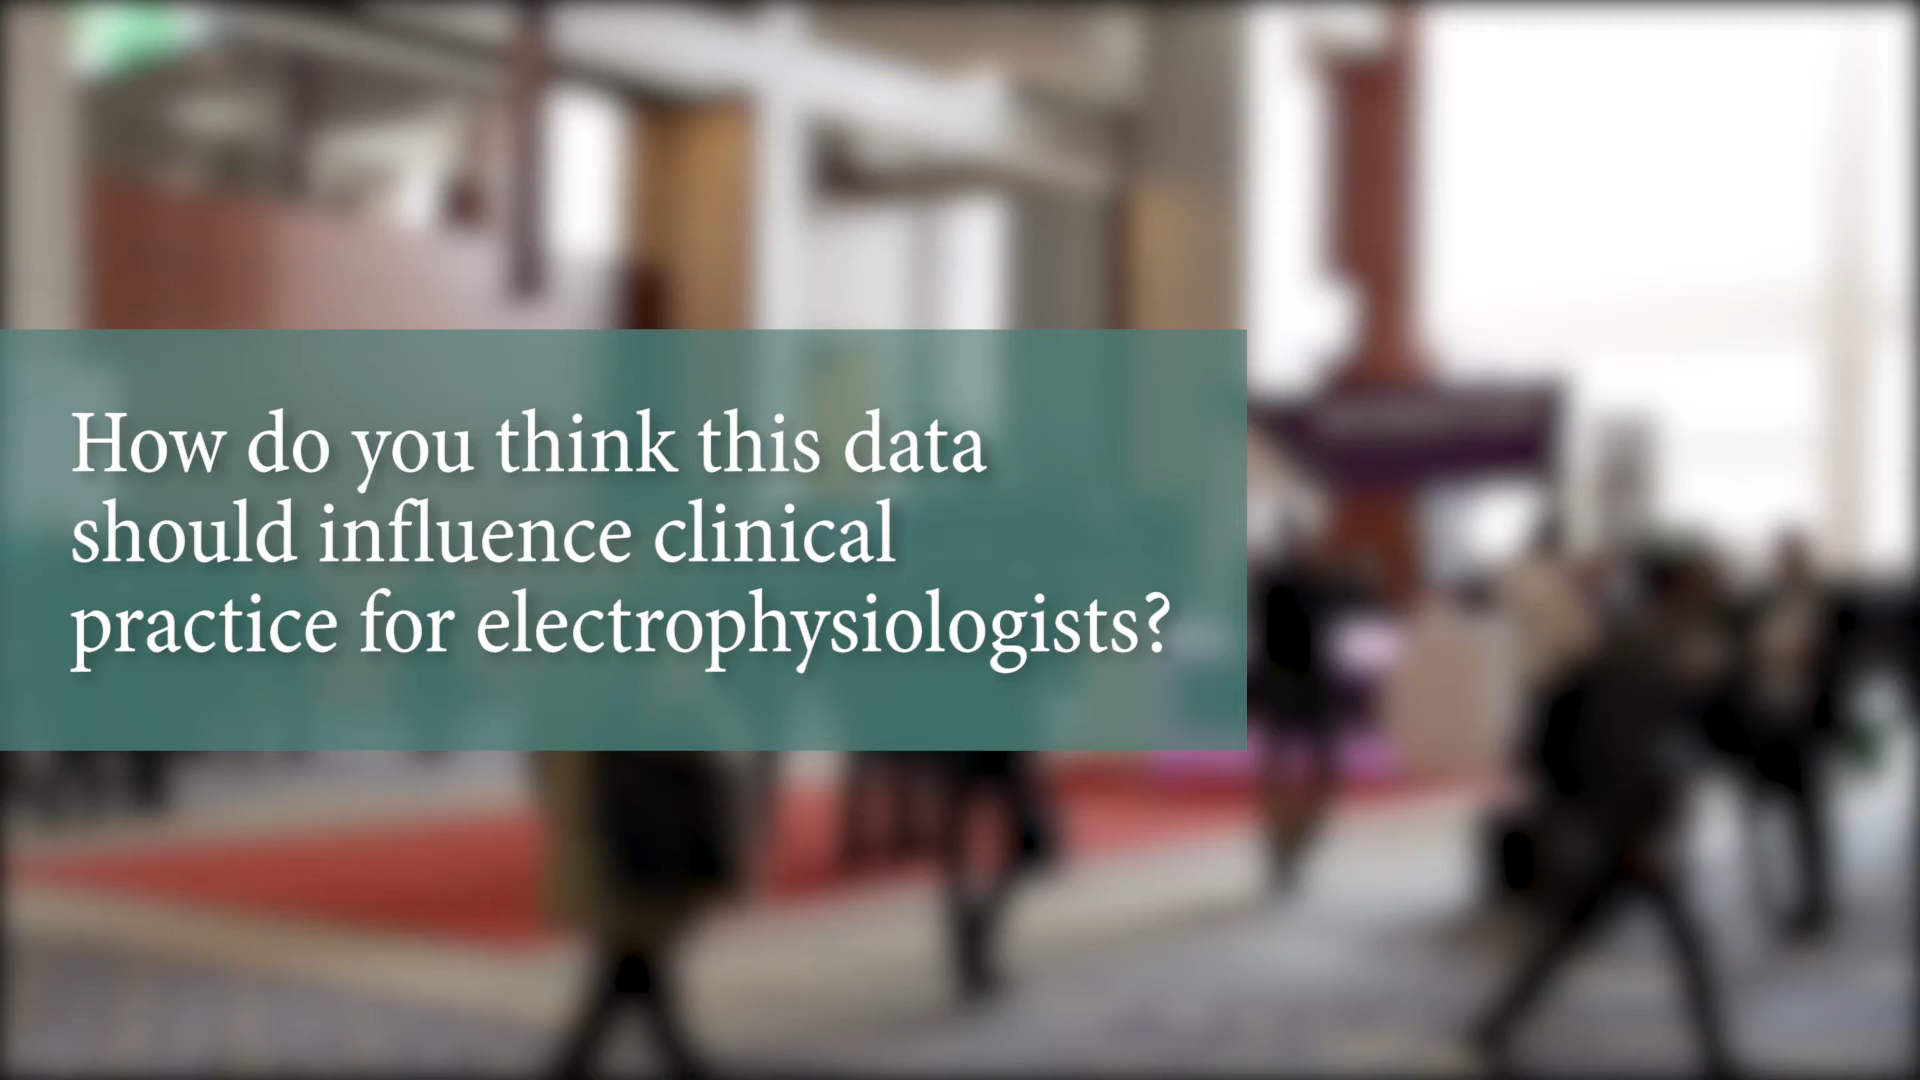 How do you think this data
should influence clinical
practice for electrophysiologists?